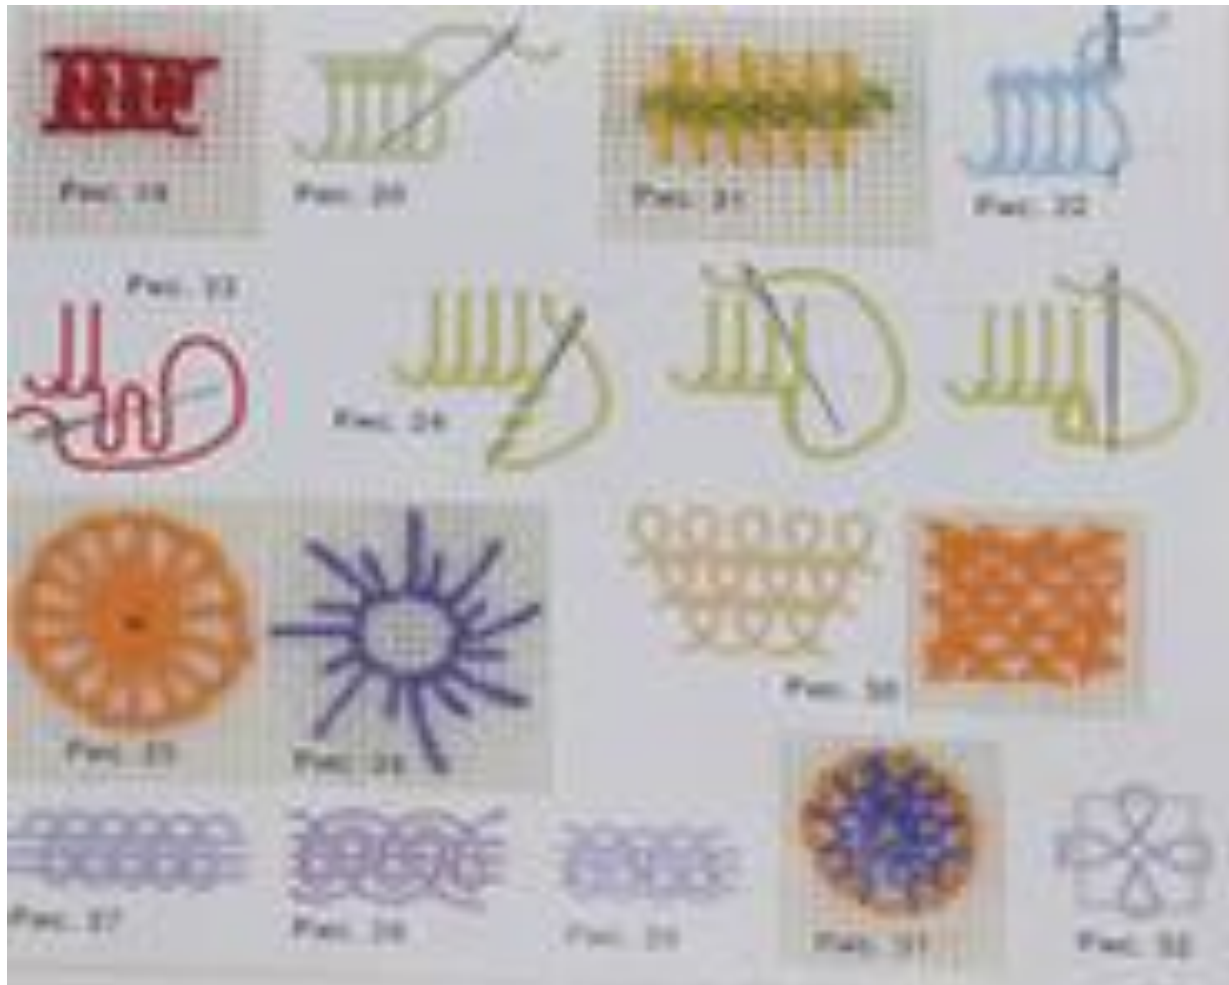 Рис. 19
Рис. 20
Рис. 21
Рис. 22
Рис. 23
Рис. 24
Рис. 25
Рис. 26
Рис. 30
Рис. 27
Рис. 28
Рис. 29
Рис. 31
Рис. 32